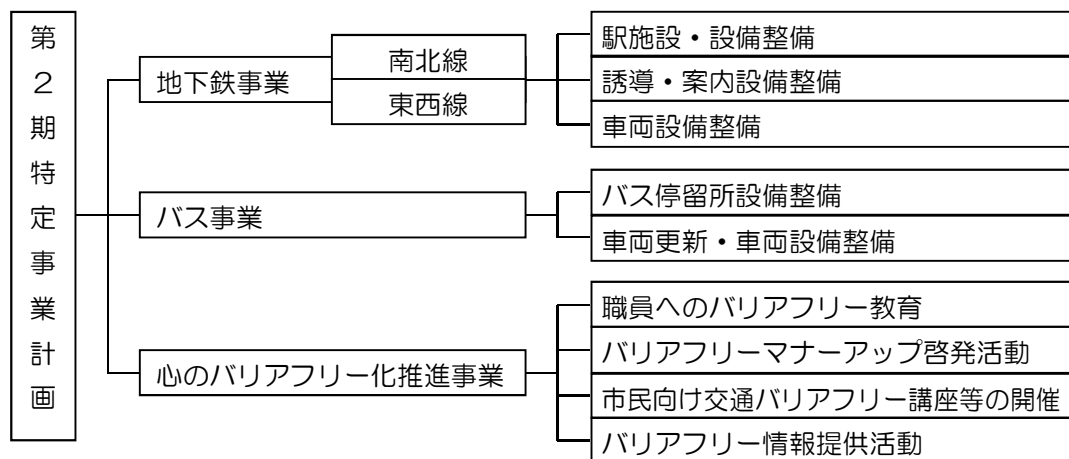 第２期特定事業計画
地下鉄事業
南北線
東西線
駅施設・設備整備
誘導・案内設備整備
車両設備整備
バス事業
バス停留所設備整備
車両更新・車両設備整備
心のバリアフリー化推進事業
職員へのバリアフリー教育
バリアフリーマナーアップ啓発活動
市民向け交通バリアフリー講座等の開催
バリアフリー情報提供活動